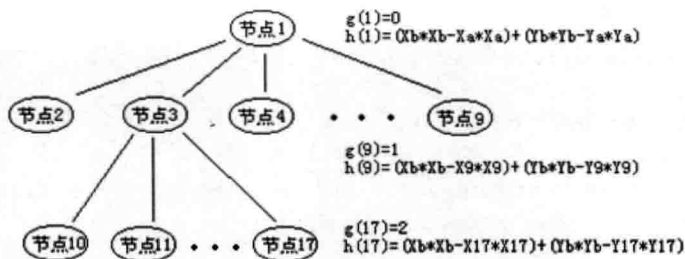 节点1
g(1)=0
h(1)=(Xb*Xb-Xa*Xa)+(Yb*Yb-Ya*Ya)
节点2
节点3
节点4
• • •
节点9
g(9)=1
h(9)=(Xb*Xb-X9*X9)+(Yb*Yb-Y9*Y9)
节点10
节点11
• • •
节点17
g(17)=2
h(17)=(Xb*Xb-X17*X17)+(Yb*Yb-Y17*Y17)